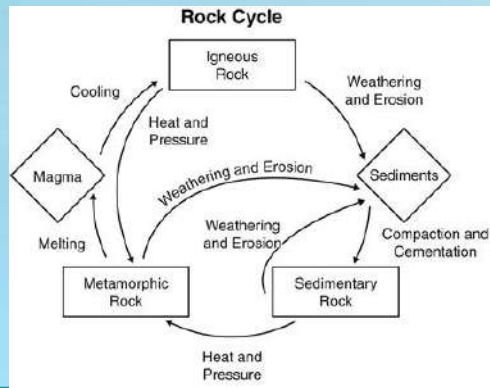 Rock Cycle
Igneous
Rock
Cooling
Weathering
and Erosion
Heat and
Pressure
Magma
Weathering and Erosion
Sediments
Weathering
and Erosion
Melting
Compaction and
Cementation
Metamorphic
Rock
Sedimentary
Rock
Heat and
Pressure